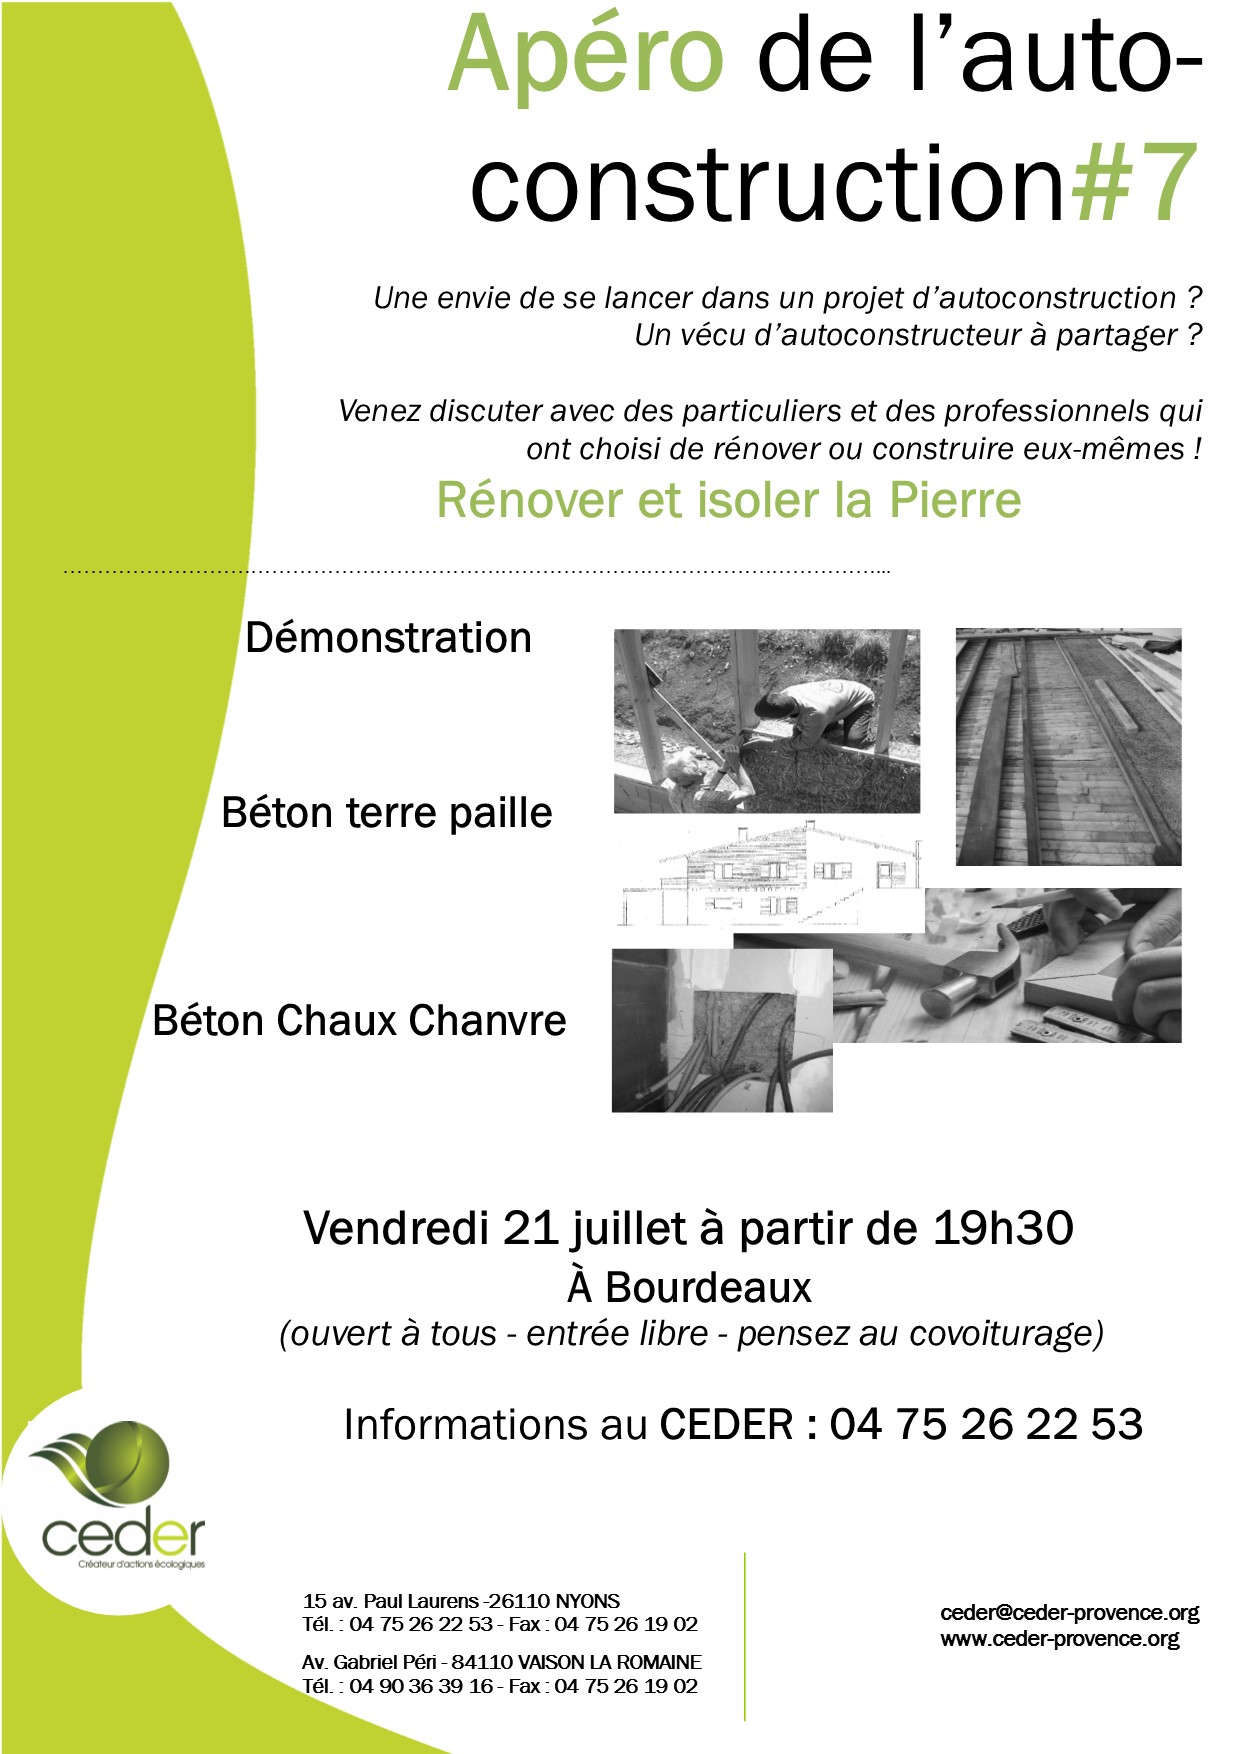 Apéro de l’auto-
construction#7
Une envie de se lancer dans un projet d’autoconstruction ?
Un vécu d’autoconstructeur à partager ?
Venez discuter avec des particuliers et des professionnels qui
ont choisi de rénover ou construire eux-mêmes !
Rénover et isoler la Pierre
Démonstration
Béton terre paille
Béton Chaux Chanvre
Vendredi 21 juillet à partir de 19h30
À Bourdeaux
(ouvert à tous - entrée libre - pensez au covoiturage)
Informations au CEDER : 04 75 26 22 53
ceder
Créateur d'actions écologiques
15 av. Paul Laurens -26110 NYONS
Tél. : 04 75 26 22 53 - Fax : 04 75 26 19 02
Av. Gabriel Péri - 84110 VAISON LA ROMAINE
Tél. : 04 90 36 39 16 - Fax : 04 75 26 19 02
ceder@ceder-provence.org
www.ceder-provence.org